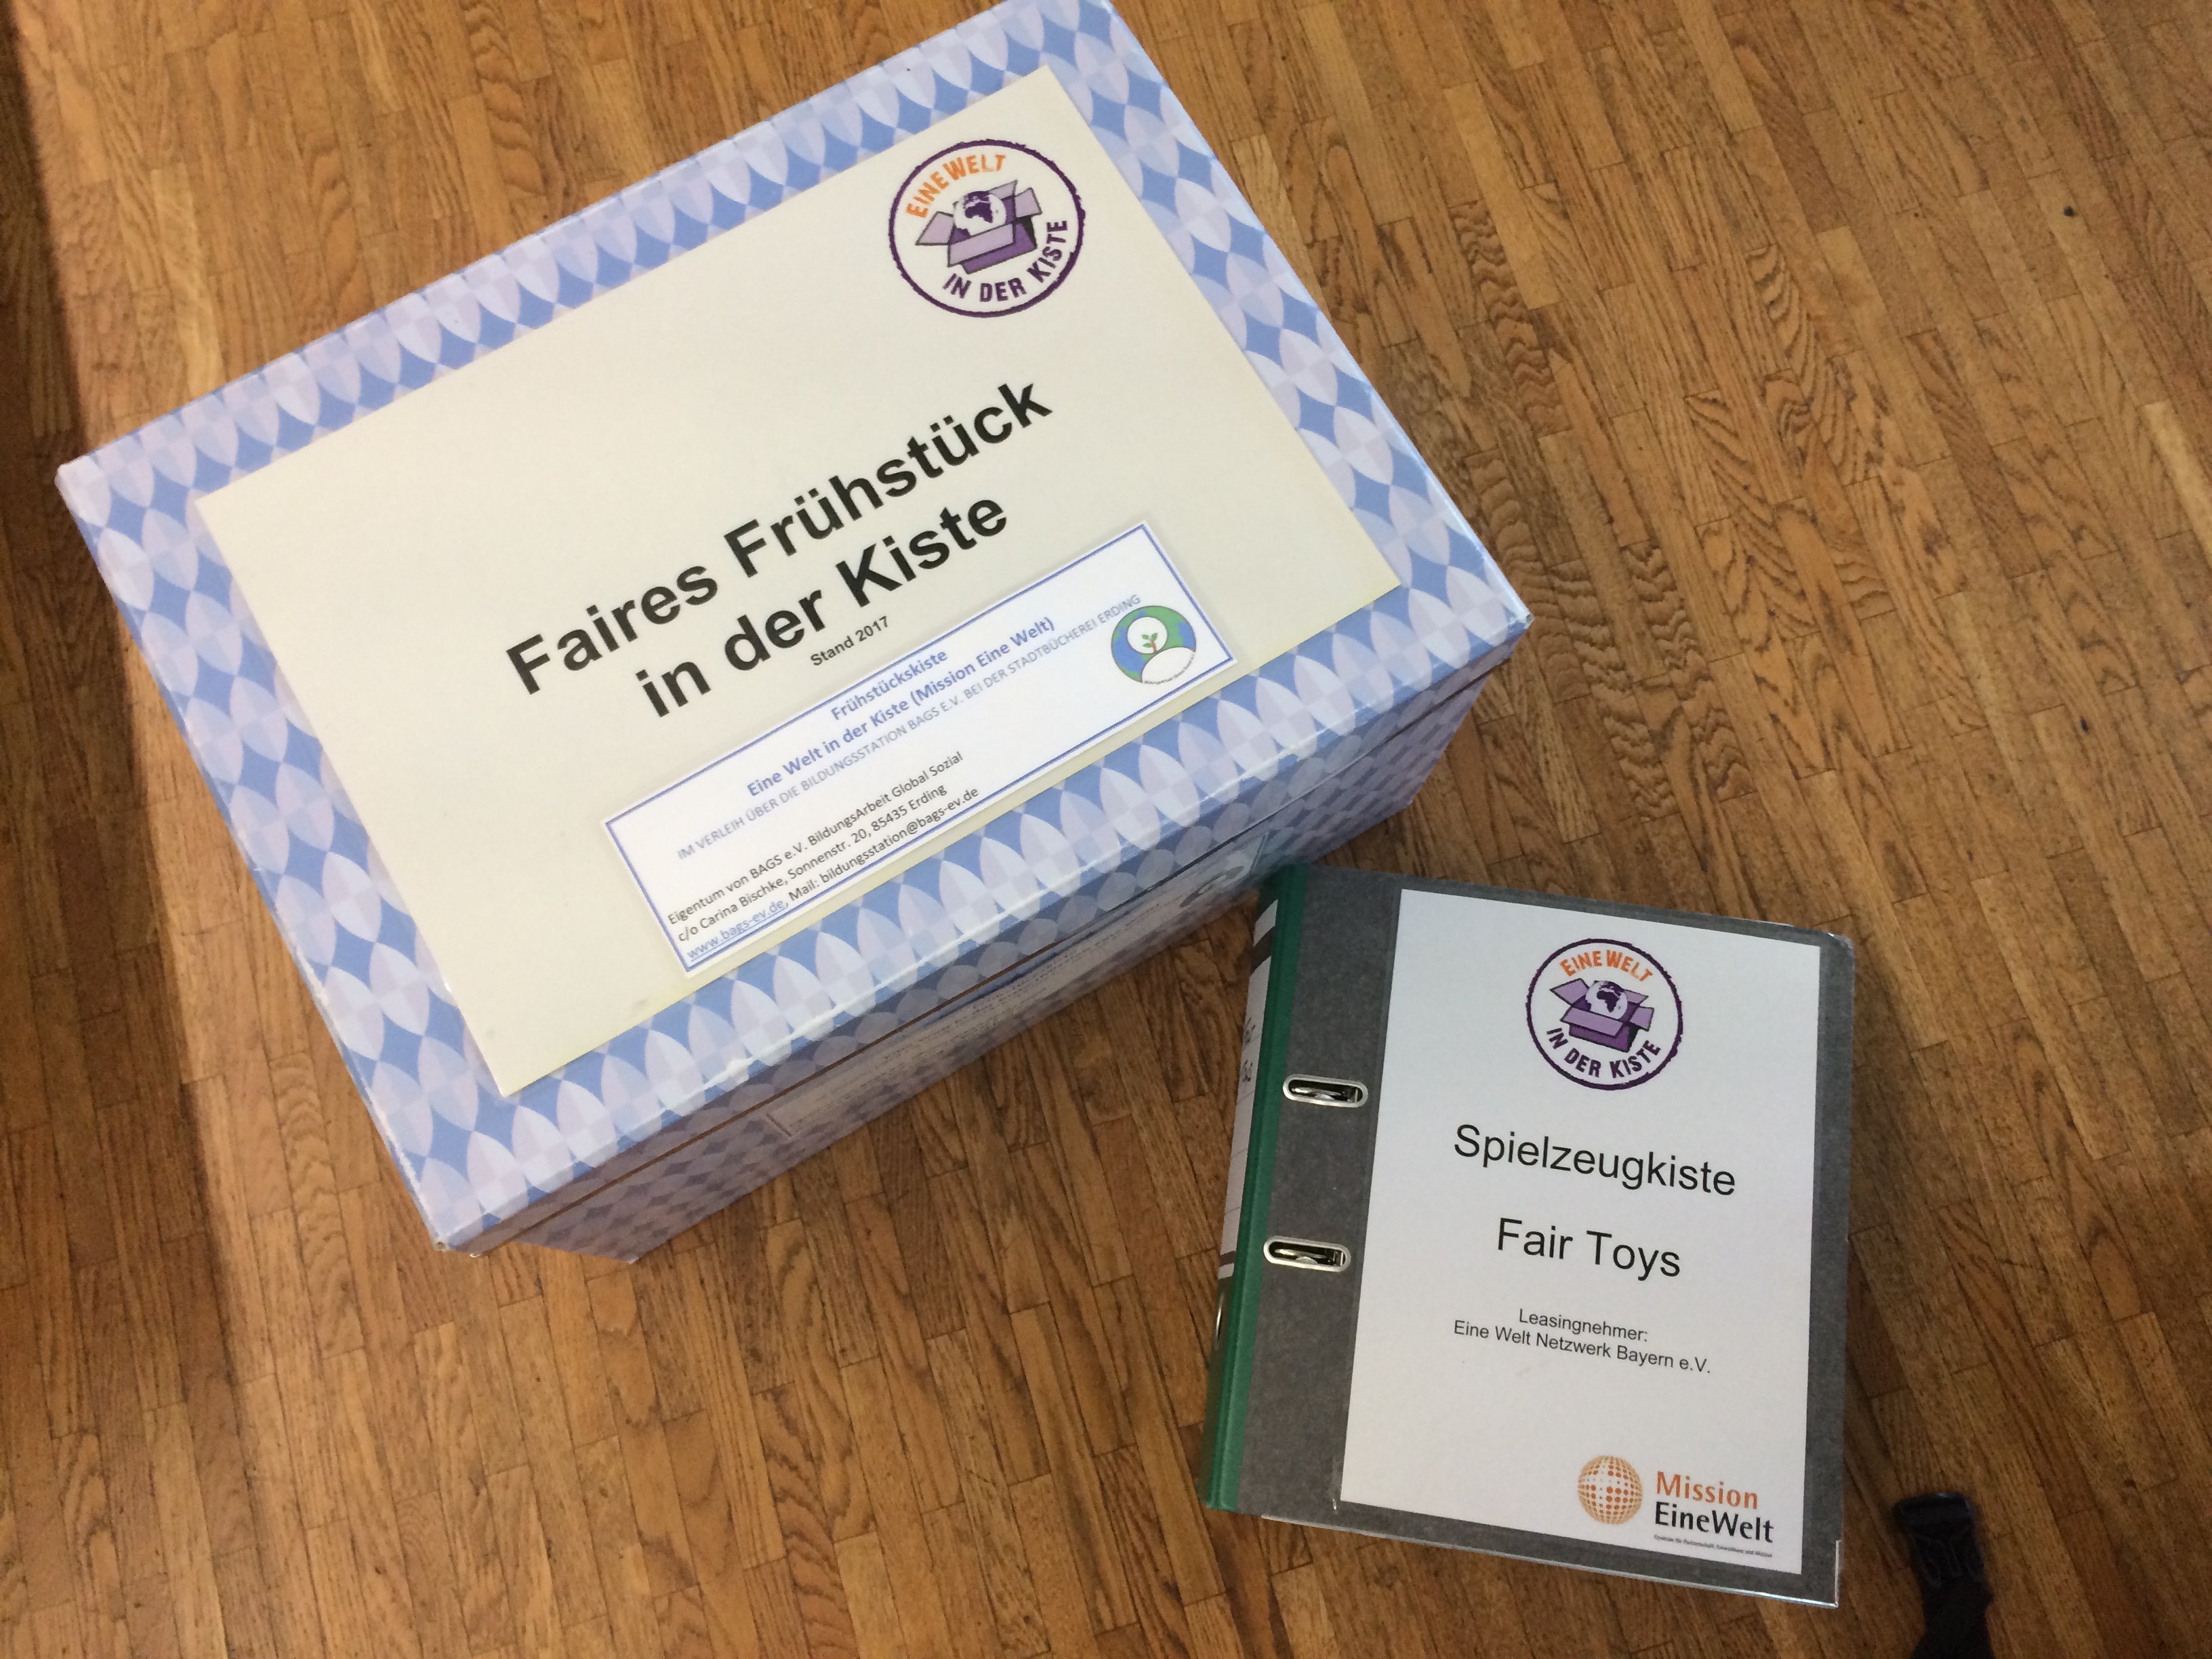 EINE WELT
IN DER KISTE
Faires Frühstück
in der Kiste
Stand 2017
Frühstückskiste
Eine Welt in der Kiste (Mission Eine Welt)
IM VERLEIH ÜBER DIE BILDUNGSSTATION BAGS E.V. BEI DER STADTBÜCHEREI ERDING
Eigentum von BAGS e.V. BildungsArbeit Global Sozial
c/o Carina Bischke, Sonnenstr. 20, 85435 Erding
www.bags-ev.de, Mail: bildungsstation@bags-ev.de
EINE WELT
IN DER KISTE
Spielzeugkiste
Fair Toys
Leasingnehmer:
Eine Welt Netzwerk Bayern e.V.
Mission
EineWelt